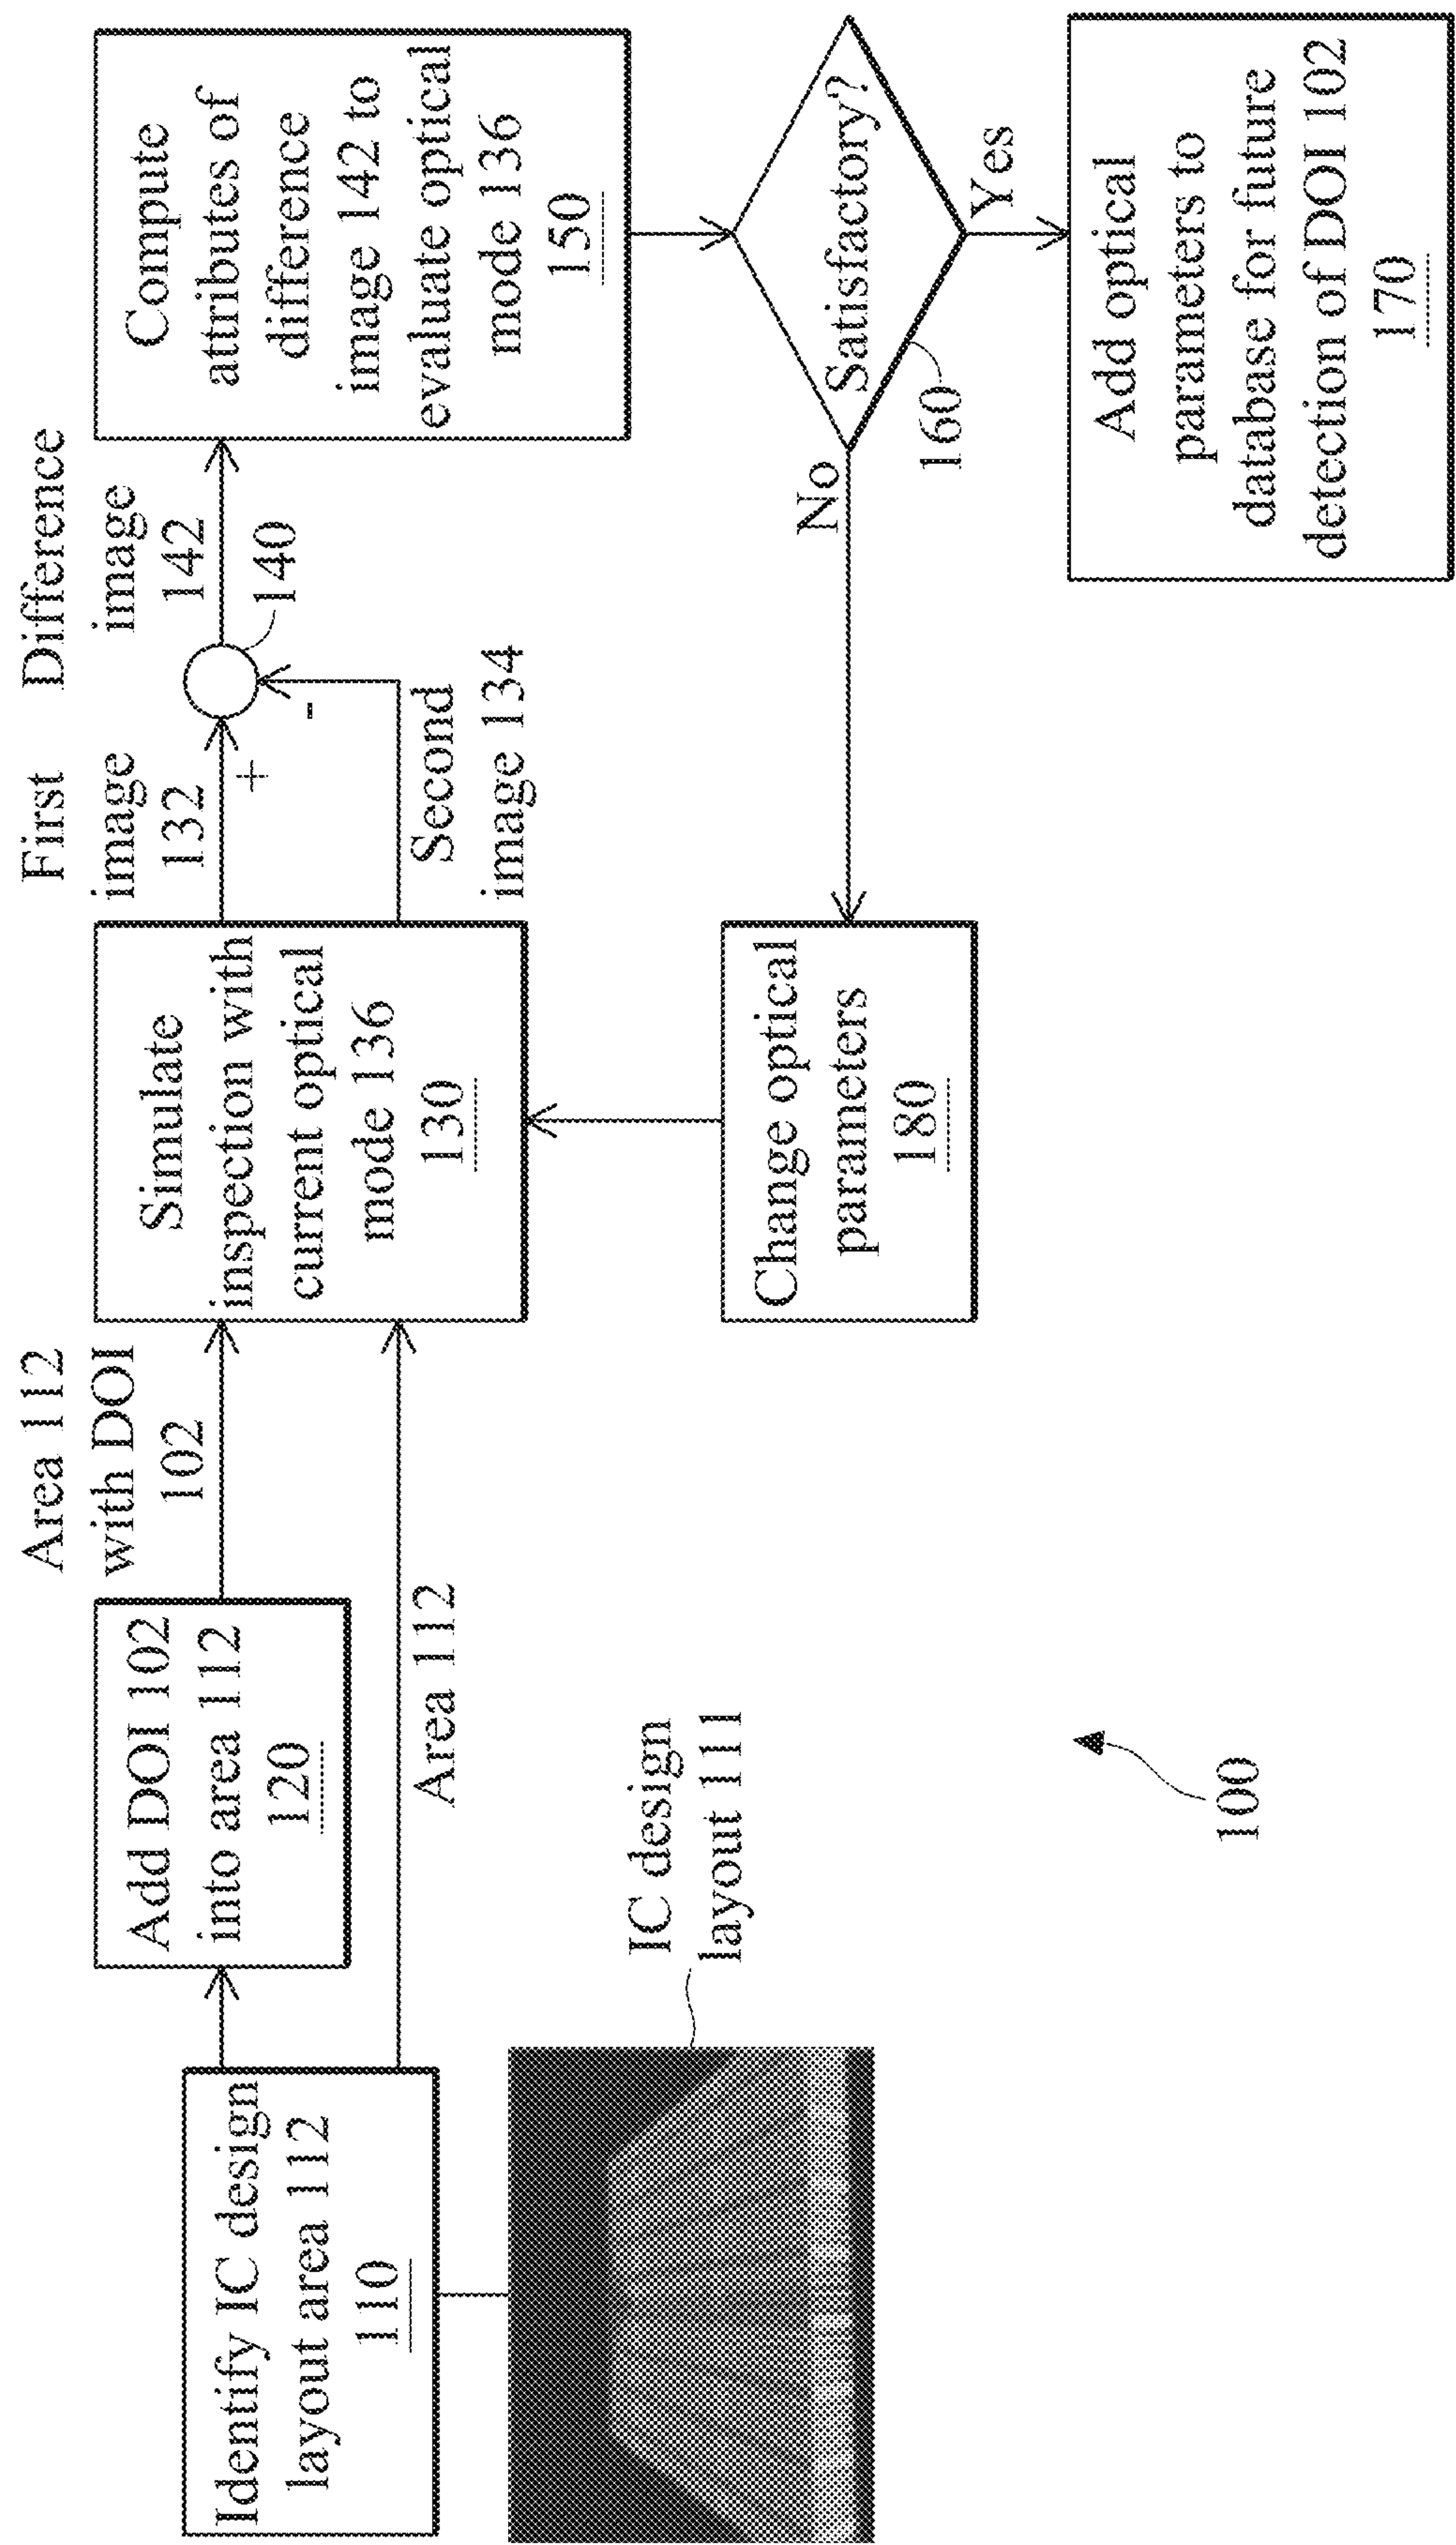 Identify IC design
layout area 112
110
IC design
layout 111
Add DOI 102
into area 112
120
Area 112
with DOI
102
Area 112
Simulate
inspection with
current optical
mode 136
130
First
image
132
+
Second
image 134
-
140
Difference
image
142
Compute
attributes of
difference
image 142 to
evaluate optical
mode 136
150
Satisfactory?
160
No
Yes
Change optical
parameters
180
Add optical
parameters to
database for future
detection of DOI 102
170
100